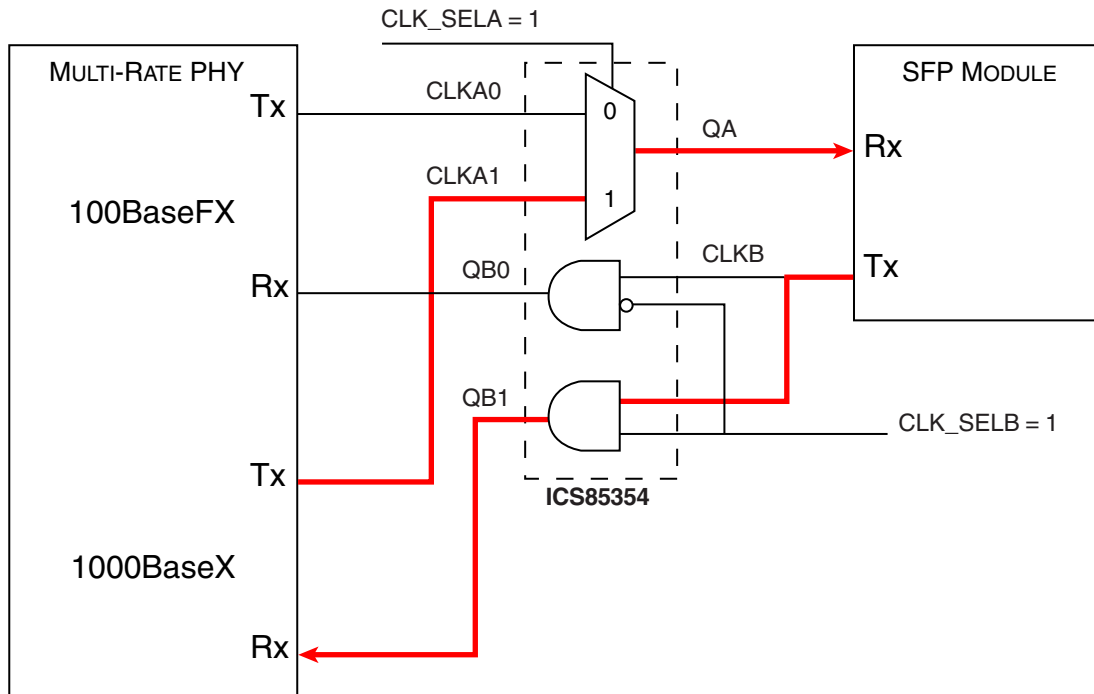 CLK_SELA = 1
MULTI-RATE PHY
SFP MODULE
Tx
CLKA0
0
QA
Rx
CLKA1
1
100BaseFX
CLKB
Rx
QB0
Tx
QB1
CLK_SELB = 1
Tx
ICS85354
1000BaseX
Rx